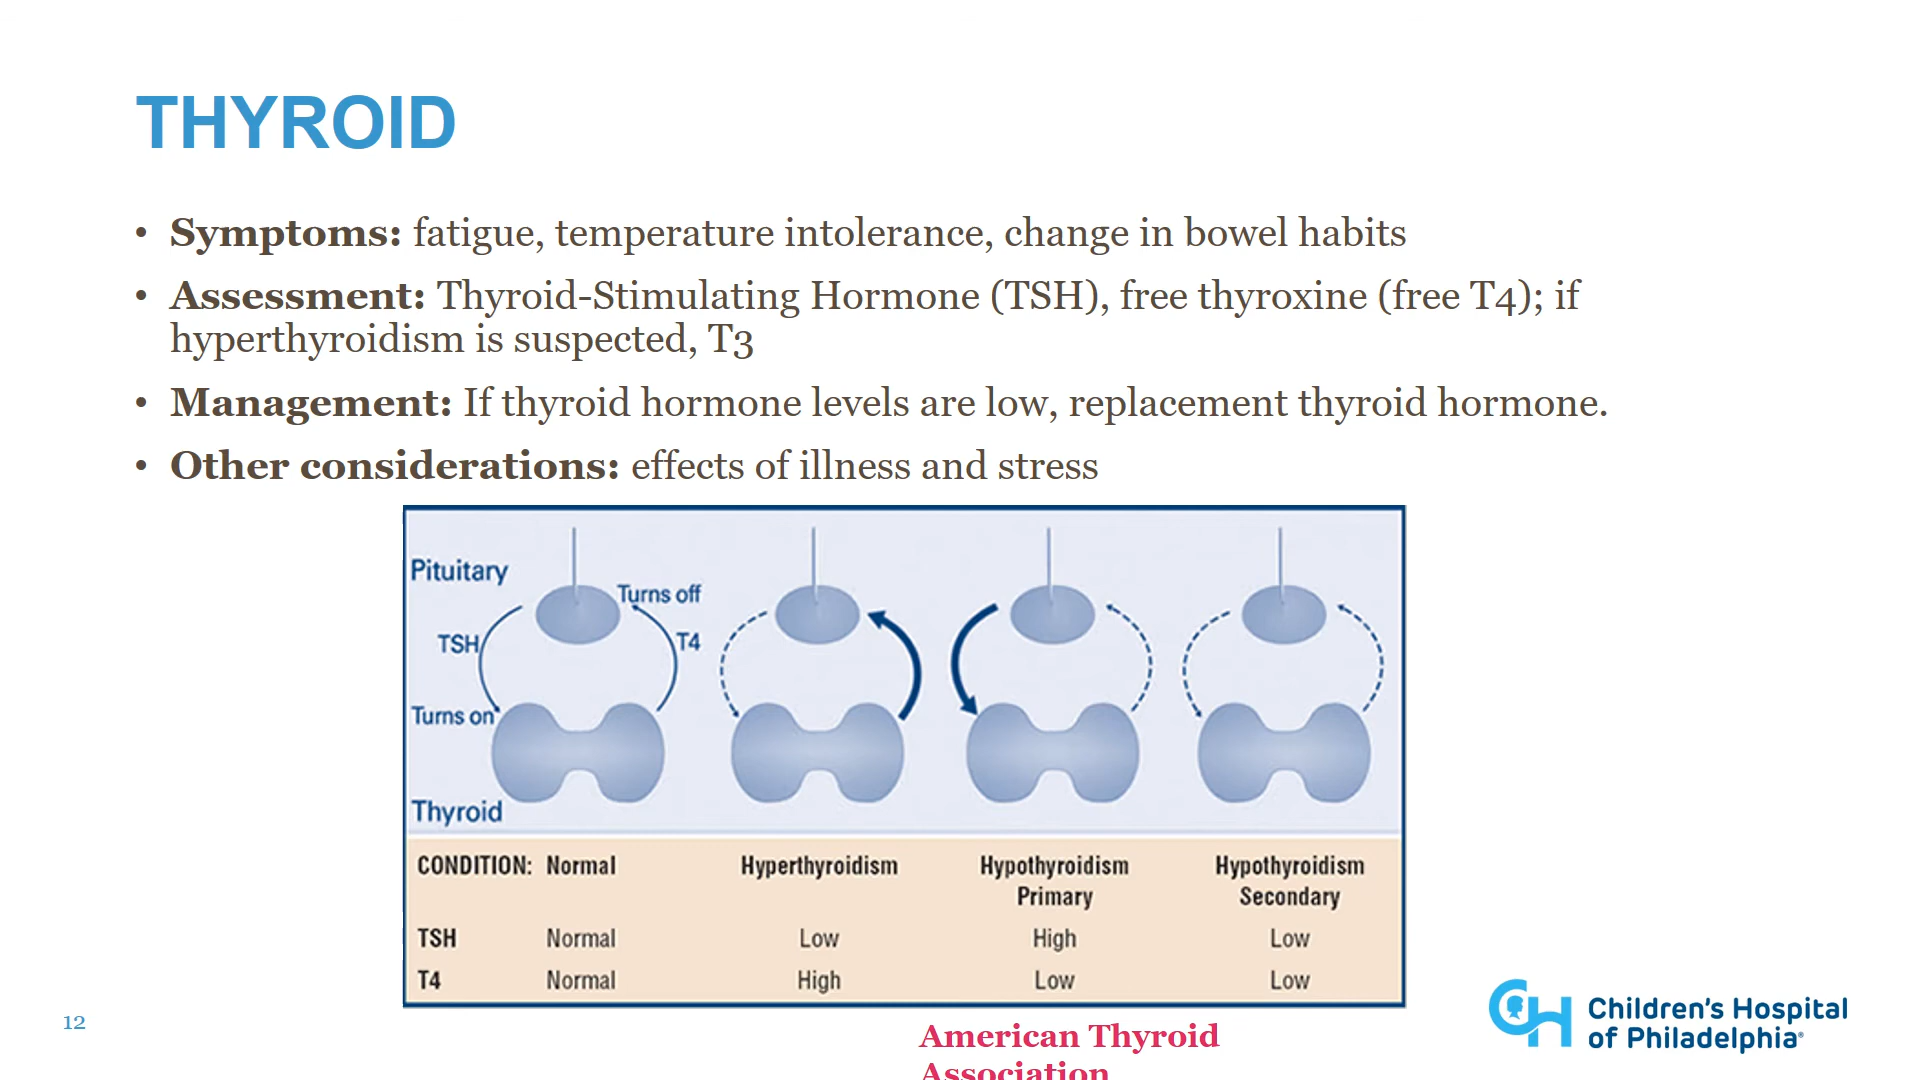 THYROID
• Symptoms: fatigue, temperature intolerance, change in bowel habits
• Assessment: Thyroid-Stimulating Hormone (TSH), free thyroxine (free T4); if
hyperthyroidism is suspected, T3
• Management: If thyroid hormone levels are low, replacement thyroid hormone.
• Other considerations: effects of illness and stress
Pituitary
Turns off
TSH
T4
Turns on
Thyroid
CONDITION: Normal Hyperthyroidism Hypothyroidism Primary Hypothyroidism Secondary
TSH Normal Low High Low
T4 Normal High Low Low
12
American Thyroid
Association
Children's Hospital
of Philadelphia®